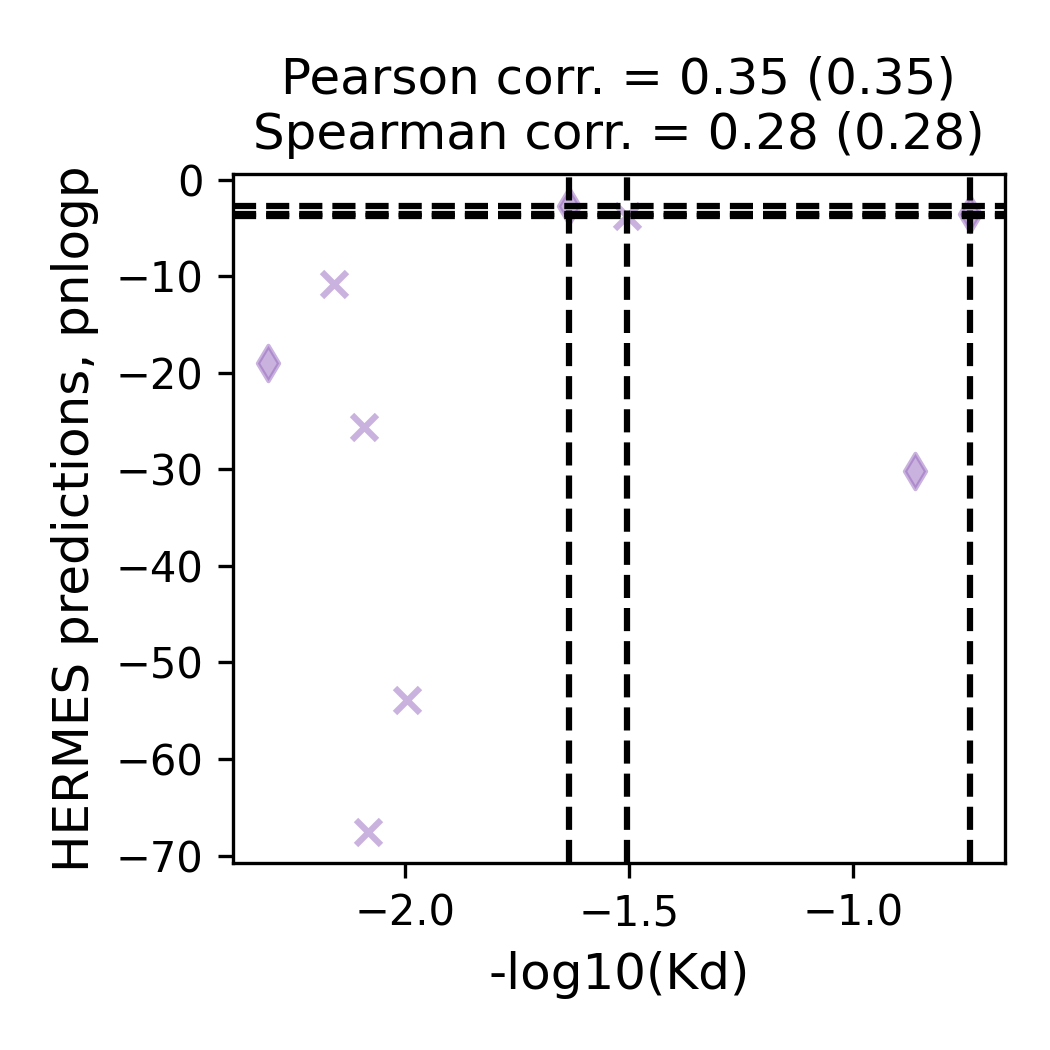 Pearson corr. = 0.35 (0.35)
Spearman corr. = 0.28 (0.28)
HERMES predictions, pnlogp
0
−10
−20
−30
−40
−50
−60
−70
−2.0
−1.5
−1.0
-log10(Kd)